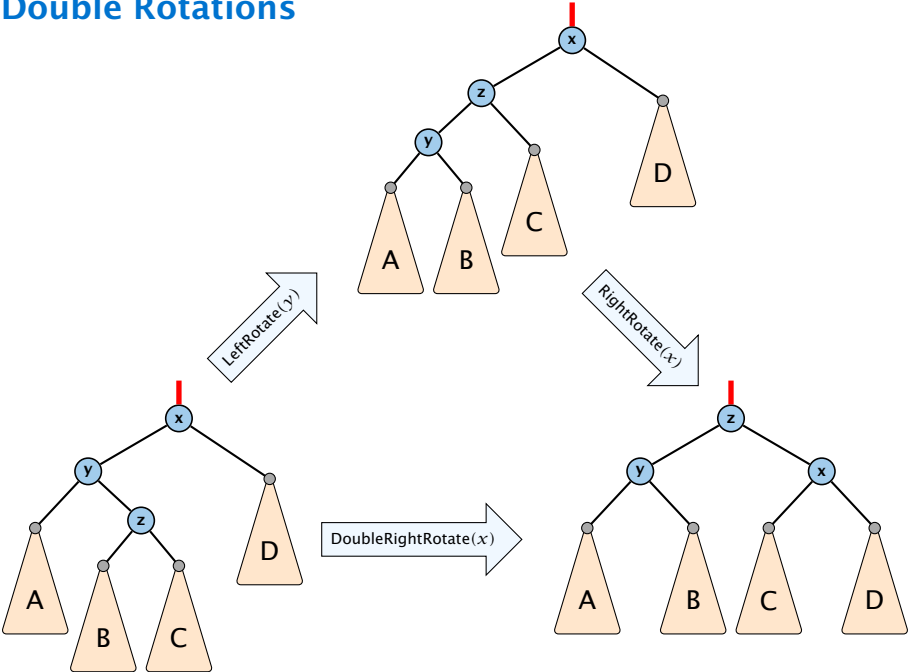 Double Rotations
x
z
y
D
C
A
B
LeftRotate(y)
RightRotate(x)
x
y
z
D
A
B
C
DoubleRightRotate(x)
z
y
x
A
B
C
D